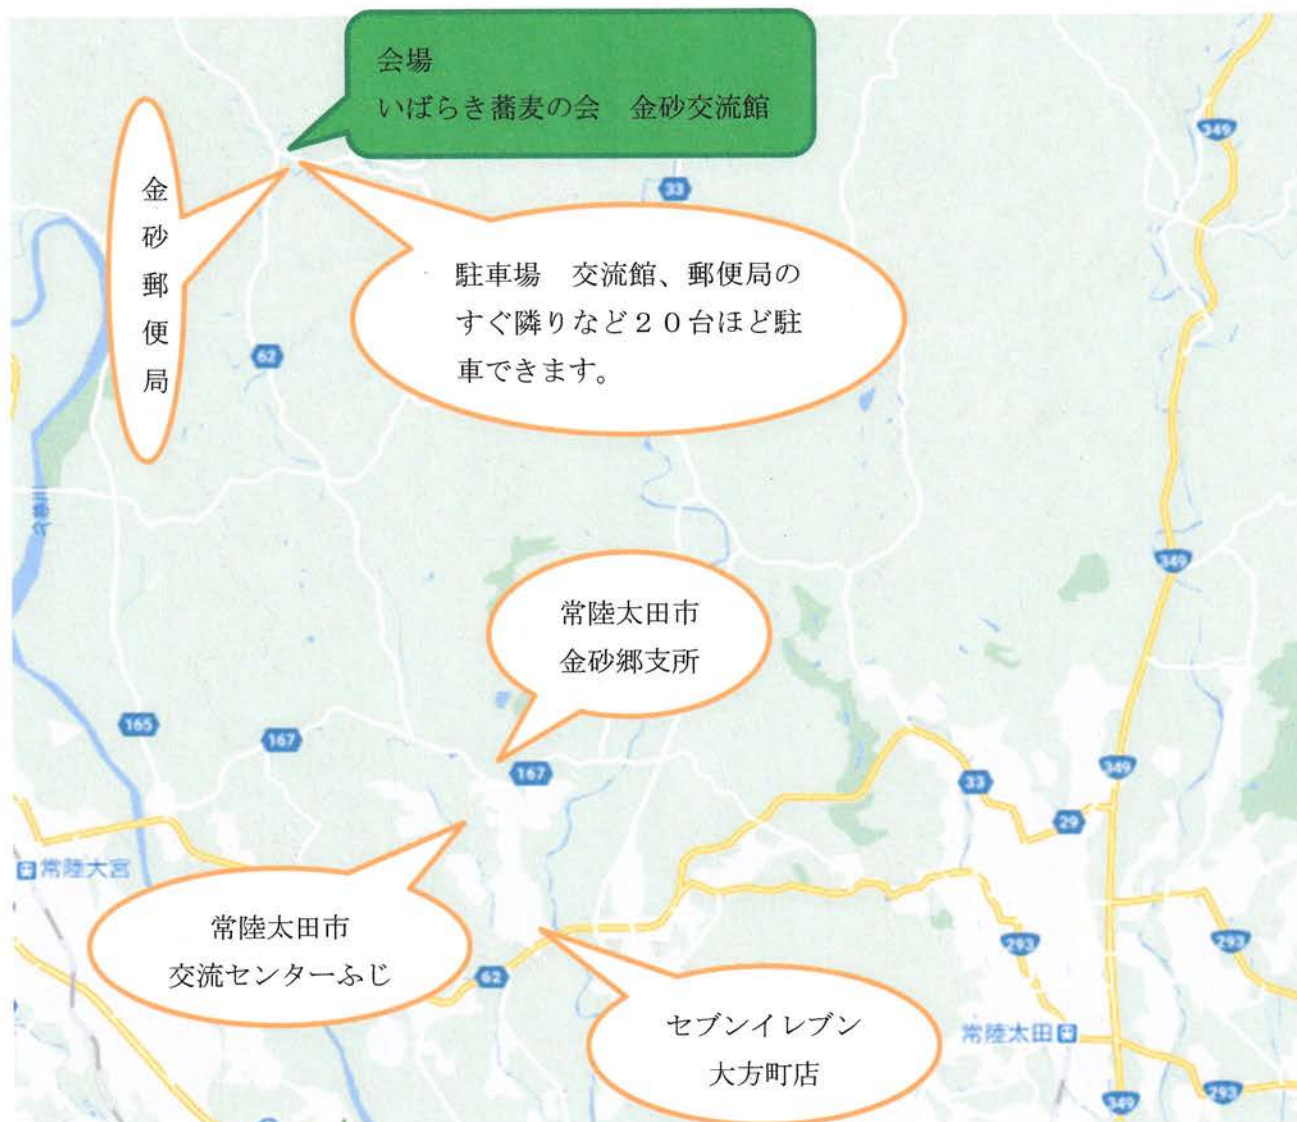 会場
いばらき蕎麦の会　金砂交流館
金砂郵便局
駐車場　交流館、郵便局の
すぐ隣りなど２０台ほど駐
車できます。
349
33
62
349
常陸太田市
金砂郷支所
165
167
167
349
33
29
常陸大宮
常陸太田市
交流センターふじ
62
293
293
セブンイレブン
大方町店
常陸太田
349
293